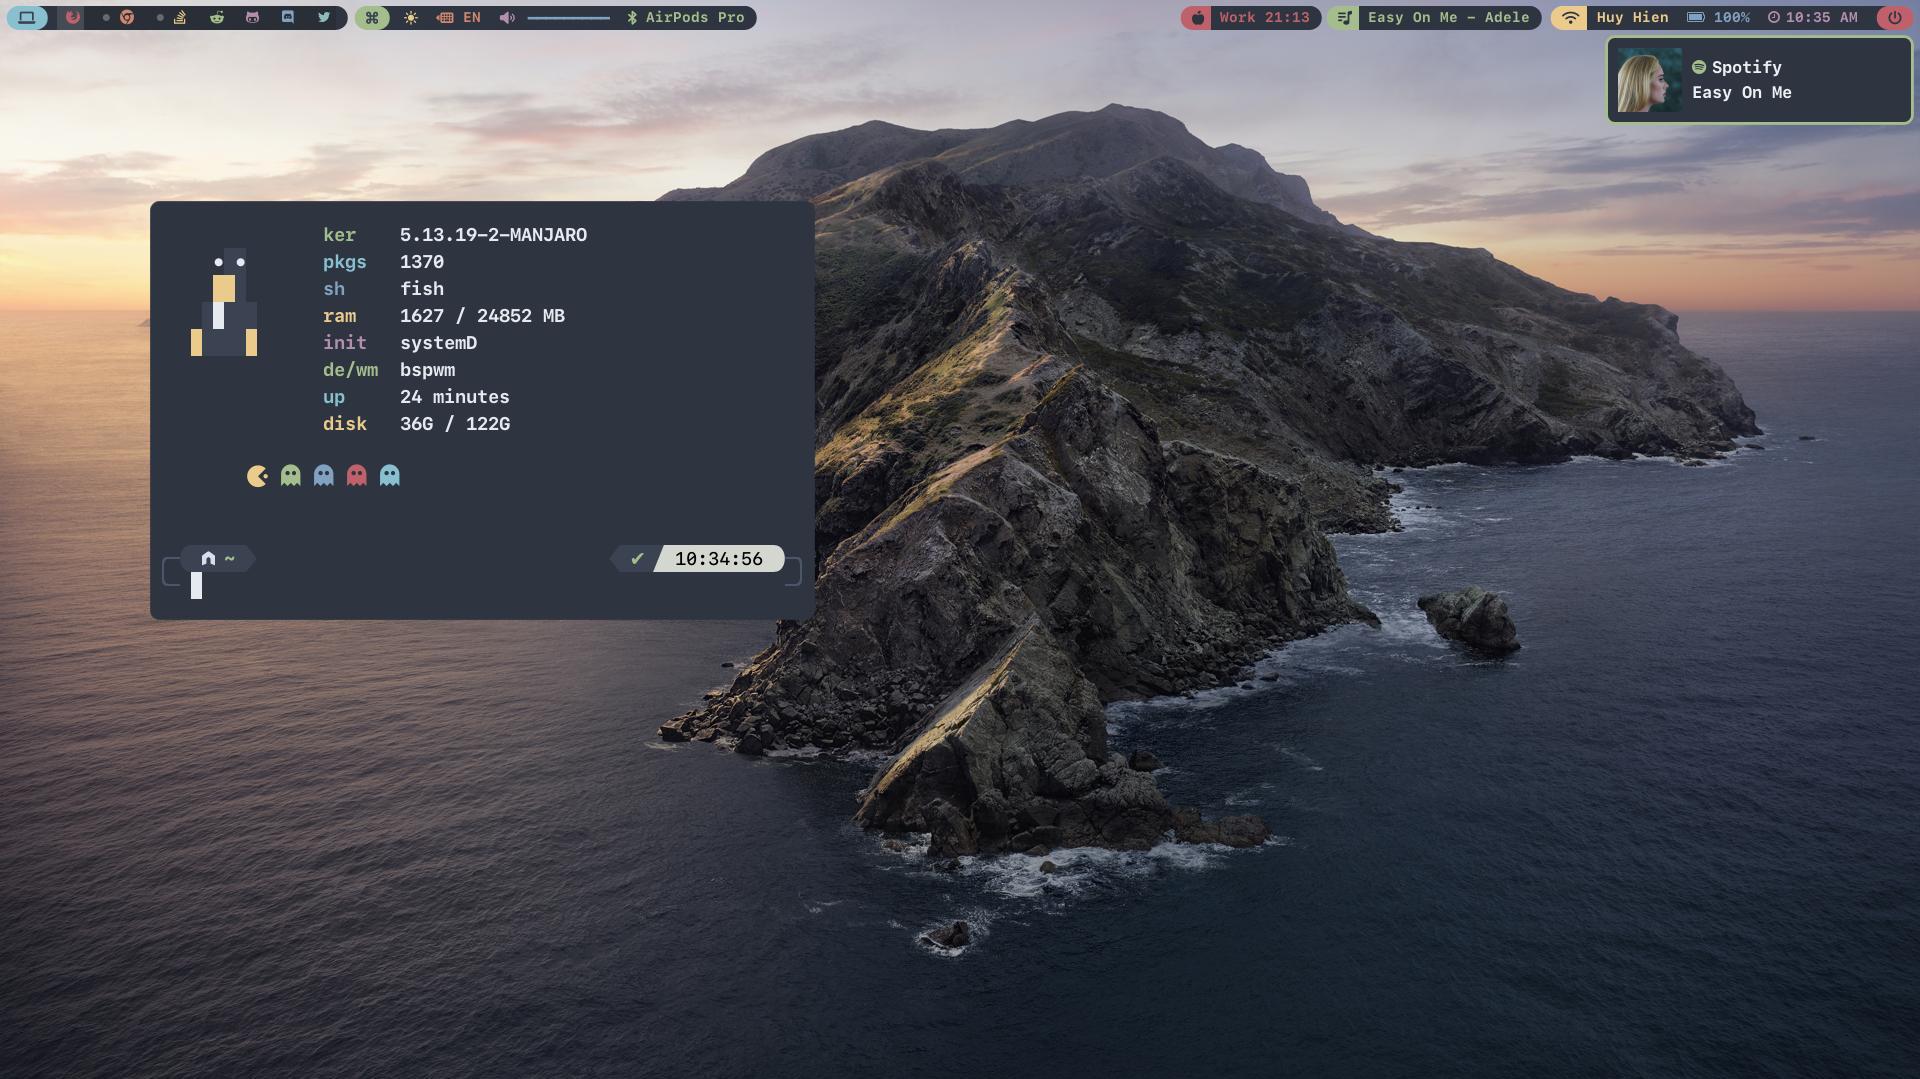 EN
AirPods Pro
Work 21:13
Easy On Me - Adele
Huy Hien
100%
10:35 AM
Spotify
Easy On Me
ker 5.13.19-2-MANJARO
pkgs 1370
sh fish
ram 1627 / 24852 MB
init systemD
de/wm bspwm
up 24 minutes
disk 36G / 122G
~
✔ 10:34:56